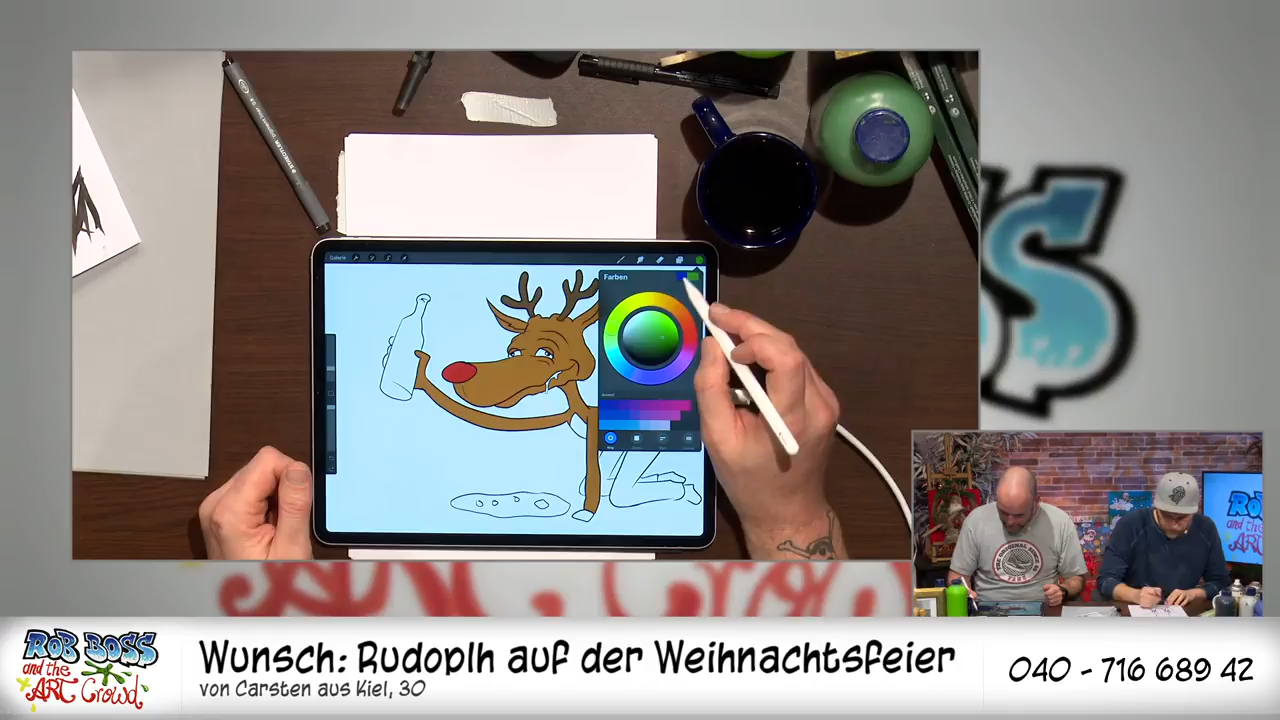 Galerie
Farben
ROB BOSS
and the
ART Crowd
Wunsch: Rudoplh auf der Weihnachtsfeier
von Carsten aus Kiel, 30
040 - 716 689 42